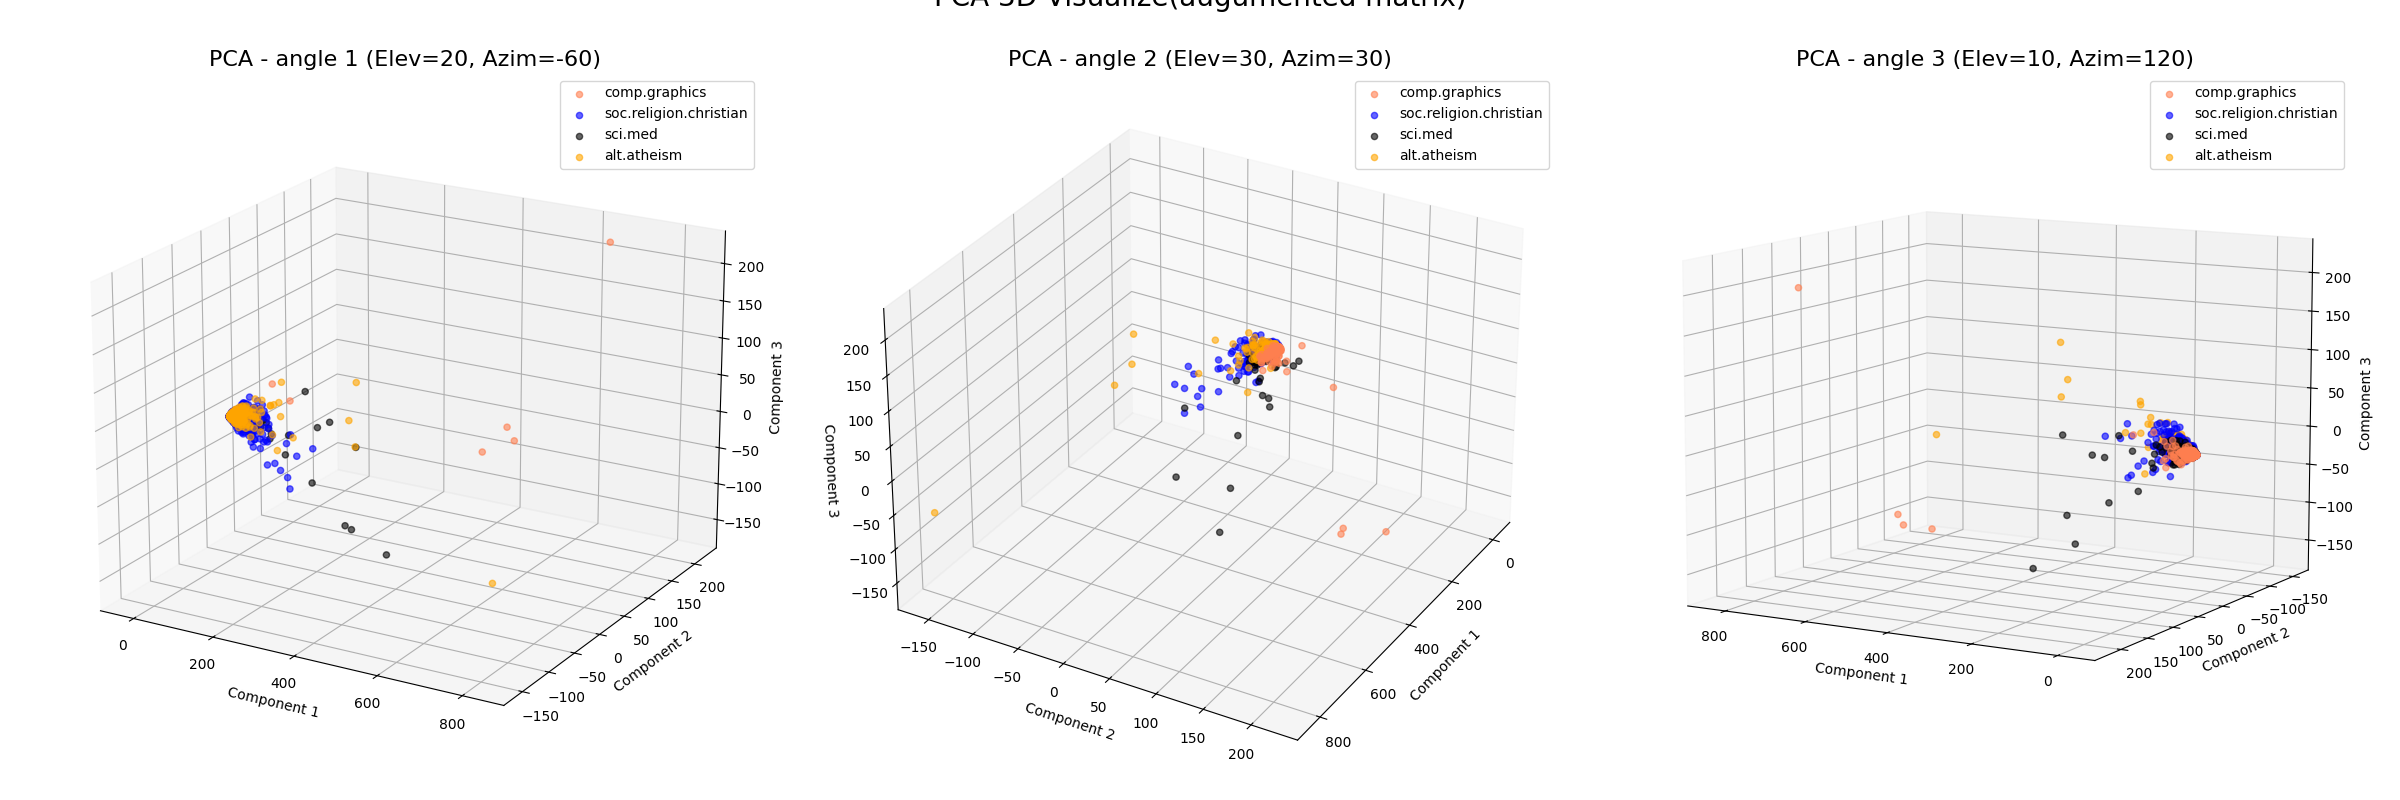 PCA 3D Visualize(augumented matrix)
PCA - angle 1 (Elev=20, Azim=-60)
comp.graphics
soc.religion.christian
sci.med
alt.atheism
200
150
100
50
0
−50
−100
−150
Component 3
0
200
400
600
800
Component 1
−150
−100
−50
0
50
100
150
200
Component 2
PCA - angle 2 (Elev=30, Azim=30)
comp.graphics
soc.religion.christian
sci.med
alt.atheism
200
150
100
50
0
−50
−100
−150
Component 3
−150
−100
−50
0
50
100
150
200
Component 2
0
200
400
600
800
Component 1
PCA - angle 3 (Elev=10, Azim=120)
comp.graphics
soc.religion.christian
sci.med
alt.atheism
200
150
100
50
0
−50
−100
−150
Component 3
800
600
400
200
0
Component 1
−150
−100
−50
0
50
100
150
200
Component 2